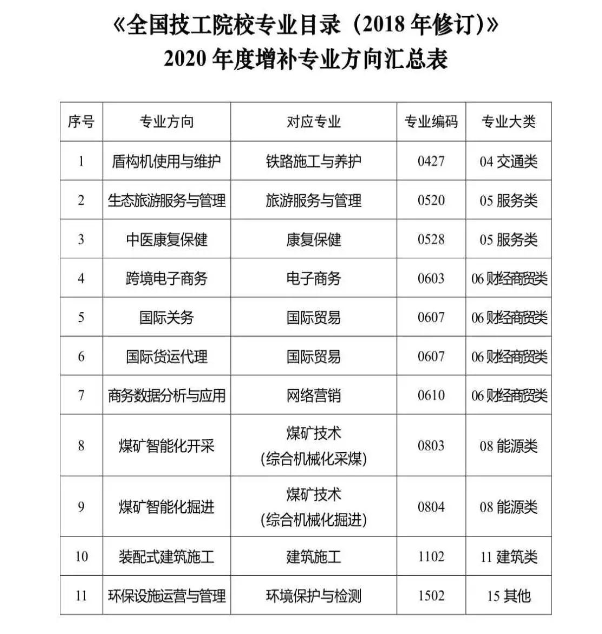 《全国技工院校专业目录（2018 年修订）》
2020 年度增补专业方向汇总表
序号 专业方向 对应专业 专业编码 专业大类
1 盾构机使用与维护 铁路施工与养护 0427 04 交通类
2 生态旅游服务与管理 旅游服务与管理 0520 05 服务类
3 中医康复保健 康复保健 0528 05 服务类
4 跨境电子商务 电子商务 0603 06 财经商贸类
5 国际关务 国际贸易 0607 06 财经商贸类
6 国际货运代理 国际贸易 0607 06 财经商贸类
7 商务数据分析与应用 网络营销 0610 06 财经商贸类
8 煤矿智能化开采 煤矿技术 0803 08 能源类
（综合机械化采煤）
9 煤矿智能化掘进 煤矿技术 0804 08 能源类
（综合机械化掘进）
10 装配式建筑施工 建筑施工 1102 11 建筑类
11 环保设施运营与管理 环境保护与检测 1502 15 其他